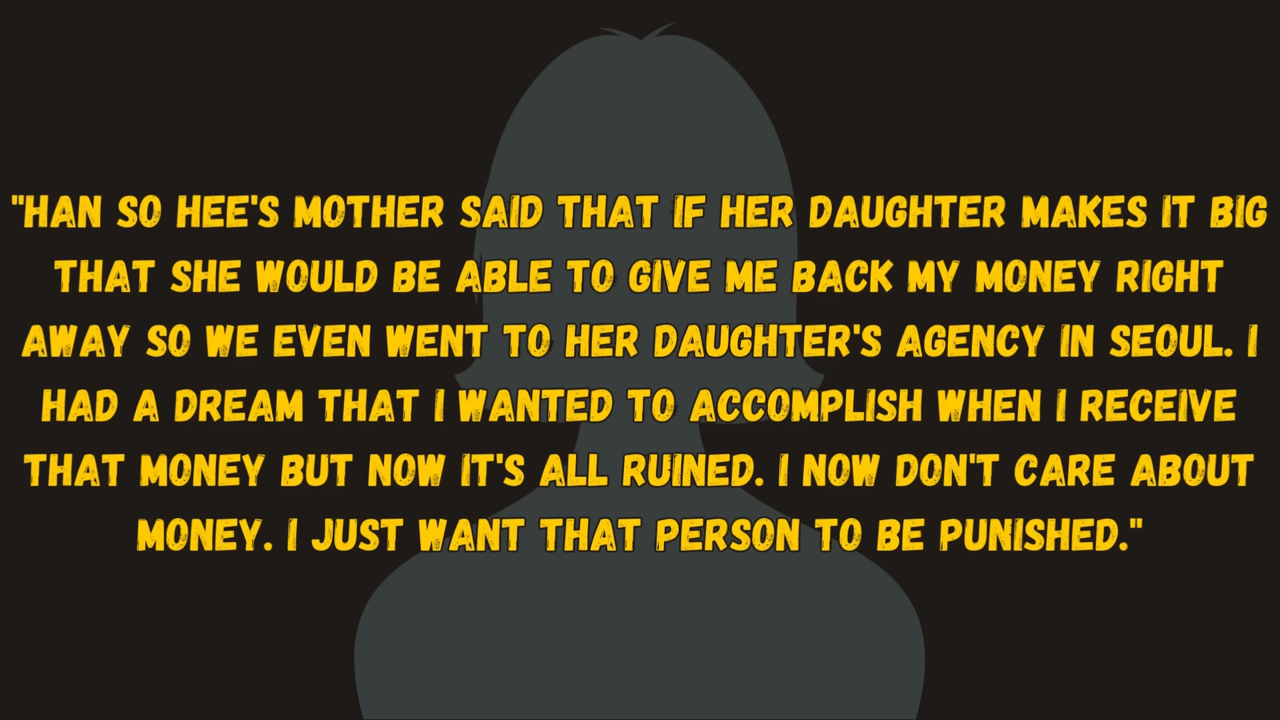 "HAN SO HEE'S MOTHER SAID THAT IF HER DAUGHTER MAKES IT BIG
THAT SHE WOULD BE ABLE TO GIVE ME BACK MY MONEY RIGHT
AWAY SO WE EVEN WENT TO HER DAUGHTER'S AGENCY IN SEOUL. I
HAD A DREAM THAT I WANTED TO ACCOMPLISH WHEN I RECEIVE
THAT MONEY BUT NOW IT'S ALL RUINED. I NOW DON'T CARE ABOUT
MONEY. I JUST WANT THAT PERSON TO BE PUNISHED."